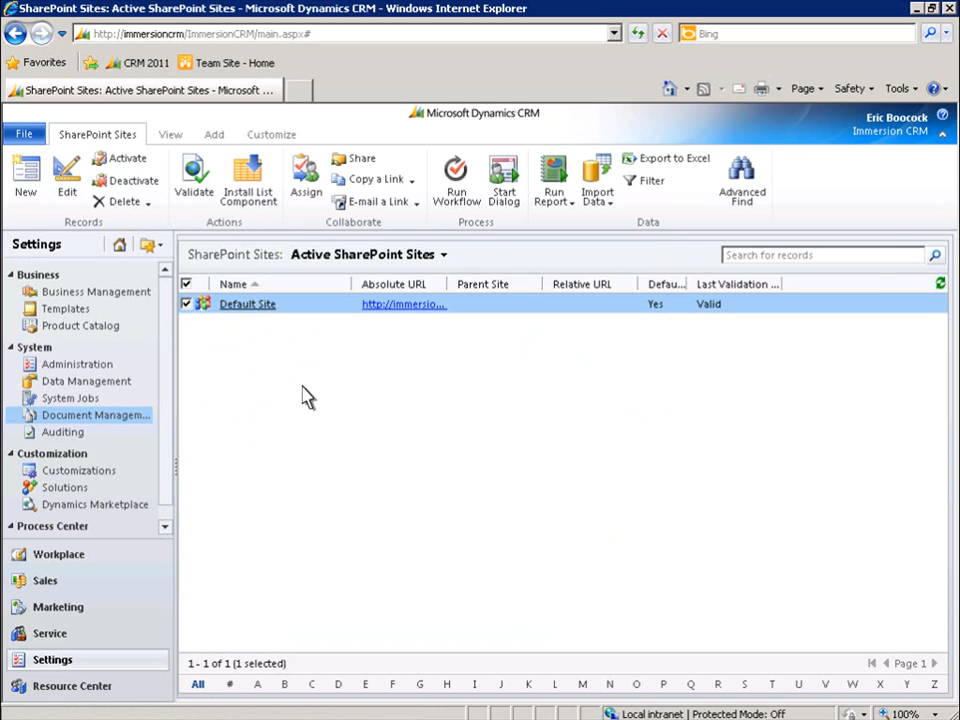 SharePoint Sites: Active SharePoint Sites - Microsoft Dynamics CRM - Windows Internet Explorer
http://immersioncrm/ImmersionCRM/main.aspx#
Bing
Favorites CRM 2011 Team Site - Home
SharePoint Sites: Active SharePoint Sites - Microsoft ...
Page Safety Tools
Microsoft Dynamics CRM
Eric Boocock
Immersion CRM
File SharePoint Sites View Add Customize
New
Edit
Activate
Deactivate
Delete
Records
Validate
Install List
Component
Actions
Assign
Share
Copy a Link
E-mail a Link
Collaborate
Run
Workflow
Start
Dialog
Process
Run
Report
Import
Data
Export to Excel
Filter
Advanced
Find
Data
Settings
Business
Business Management
Templates
Product Catalog
System
Administration
Data Management
System Jobs
Document Managem...
Auditing
Customization
Customizations
Solutions
Dynamics Marketplace
Process Center
Workplace
Sales
Marketing
Service
Settings
Resource Center
SharePoint Sites: Active SharePoint Sites
Search for records
Name Absolute URL Parent Site Relative URL Defau... Last Validation ...
Default Site http://immersio... Yes Valid
1 - 1 of 1 (1 selected)
Page 1
All # A B C D E F G H I J K L M N O P Q R S T U V W X Y Z
Local intranet | Protected Mode: Off
100%